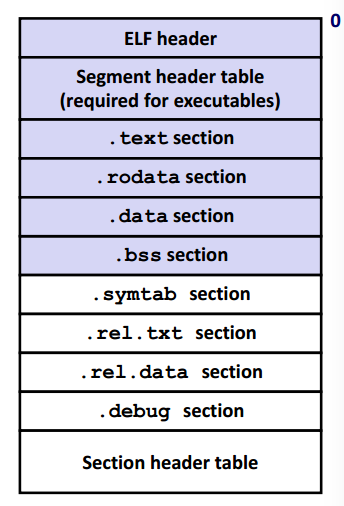 0
ELF header
Segment header table
(required for executables)
.text section
.rodata section
.data section
.bss section
.symtab section
.rel.txt section
.rel.data section
.debug section
Section header table